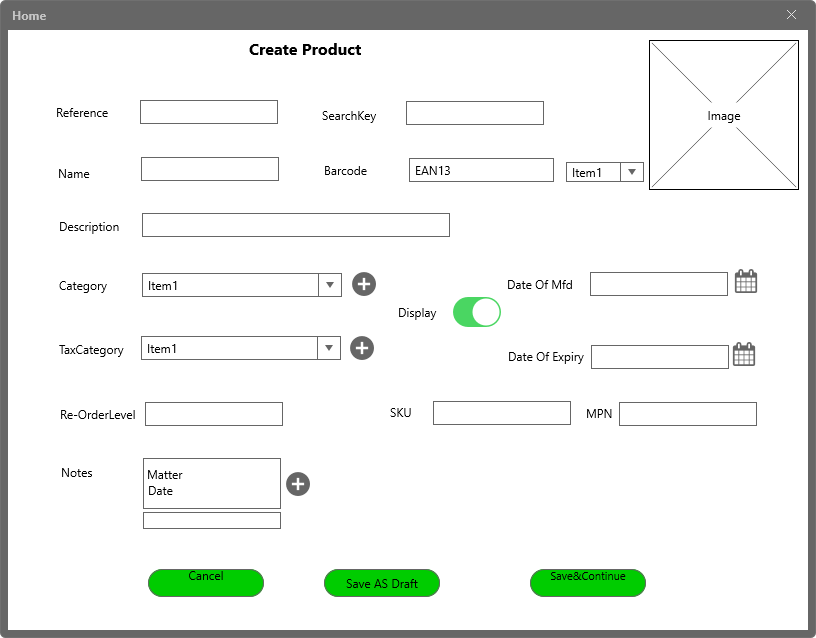 Home
Create Product
Image
Reference
SearchKey
Name
Barcode
EAN13
Item1
Description
Category
Item1
Date Of Mfd
Display
TaxCategory
Item1
Date Of Expiry
Re-OrderLevel
SKU
MPN
Notes
Matter
Date
Cancel
Save AS Draft
Save&Continue